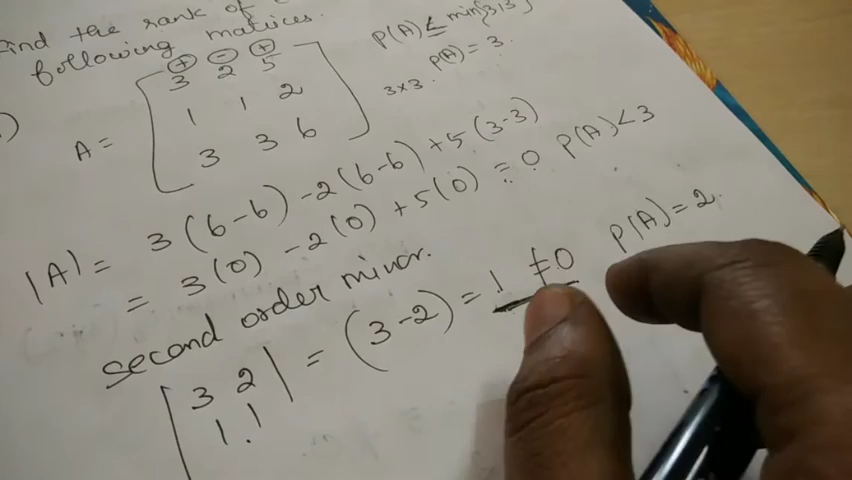 find the rank of
following matrices.
P(A) ≤ min{3,3}
P(A) = 3.
3×3.
+ - +
A = [ 3 2 5
1 1 2
3 3 6 ]
|A| = 3(6-6) -2(6-6) +5(3-3)
= 3(0) -2(0) +5(0) = 0 P(A)<3
second order minor.
| 3 2 | = (3-2) = 1 ≠0 P(A)=2.
1 . 1